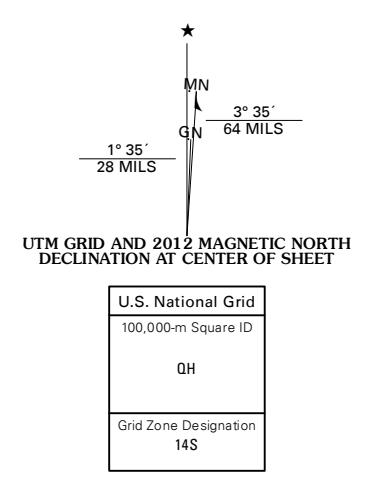 ★
MN
3° 35´
64 MILS
GN
1° 35´
28 MILS
UTM GRID AND 2012 MAGNETIC NORTH
DECLINATION AT CENTER OF SHEET
U.S. National Grid
100,000-m Square ID
QH
Grid Zone Designation
14S